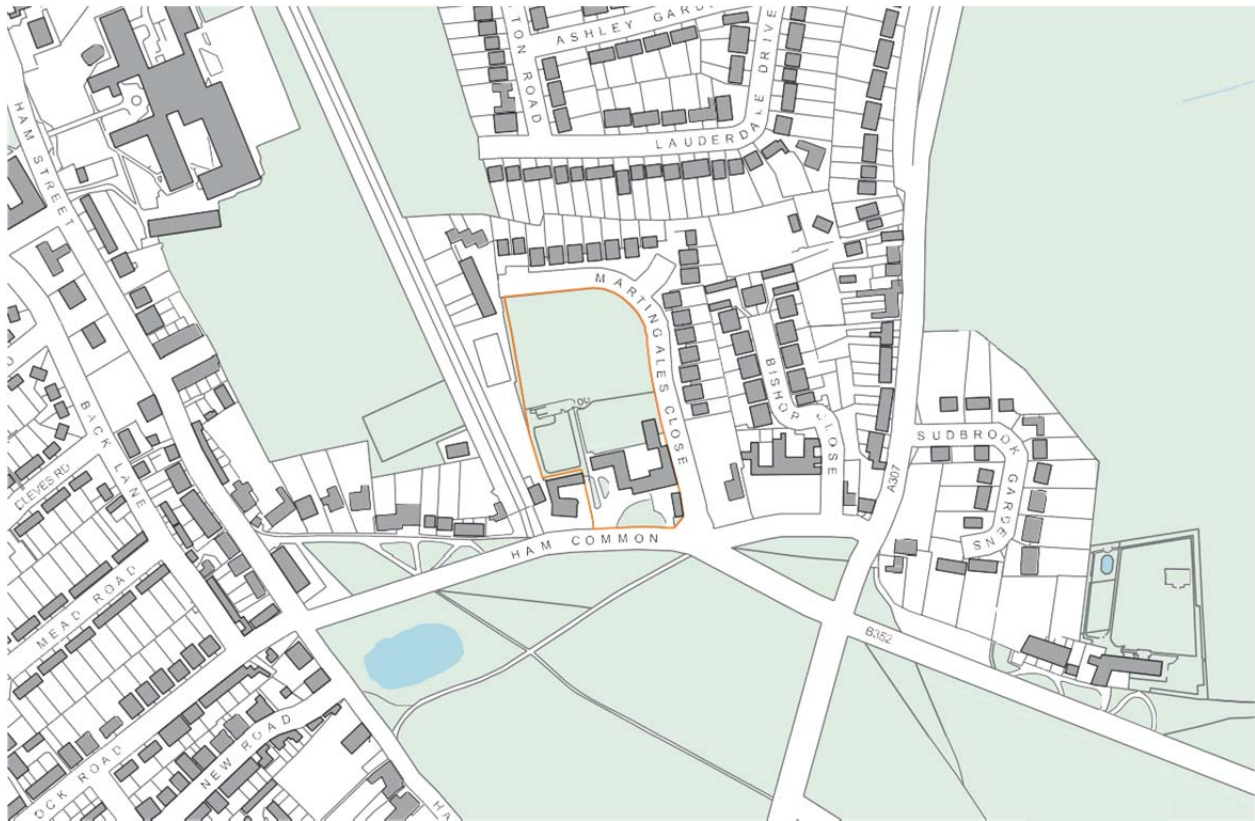 ASHLEY GARD
TON ROAD
LAUDERDALE DRIVE
HAM STREET
MARTINGALES CLOSE
BISHOP CLOSE
BACK LANE
CLEVES RD
SUDBROOK GARDENS
A307
HAM COMMON
MEAD ROAD
B352
NEW ROAD
OCK ROAD
HA